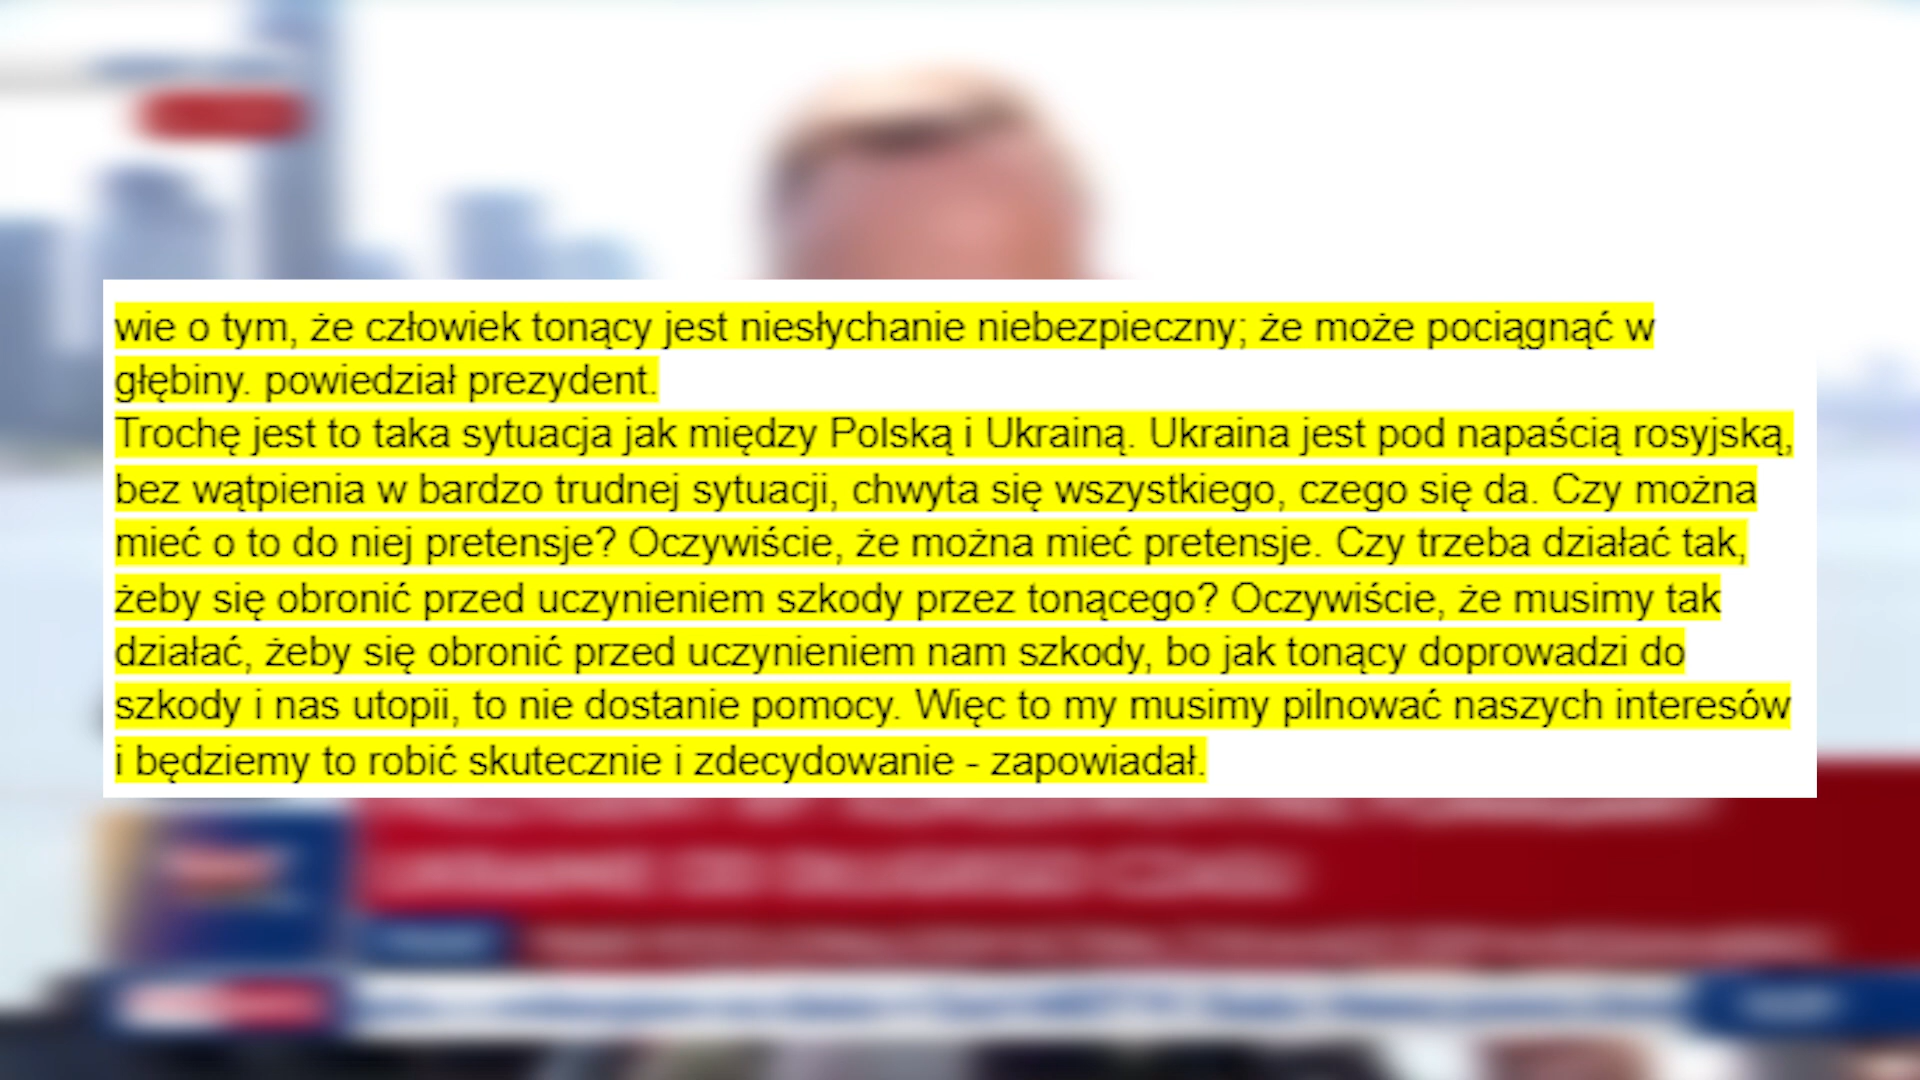 wie o tym, że człowiek tonący jest niesłychanie niebezpieczny; że może pociągnąć w
głębiny. powiedział prezydent.
Trochę jest to taka sytuacja jak między Polską i Ukrainą. Ukraina jest pod napaścią rosyjską,
bez wątpienia w bardzo trudnej sytuacji, chwyta się wszystkiego, czego się da. Czy można
mieć o to do niej pretensje? Oczywiście, że można mieć pretensje. Czy trzeba działać tak,
żeby się obronić przed uczynieniem szkody przez tonącego? Oczywiście, że musimy tak
działać, żeby się obronić przed uczynieniem nam szkody, bo jak tonący doprowadzi do
szkody i nas utopii, to nie dostanie pomocy. Więc to my musimy pilnować naszych interesów
i będziemy to robić skutecznie i zdecydowanie - zapowiadał.